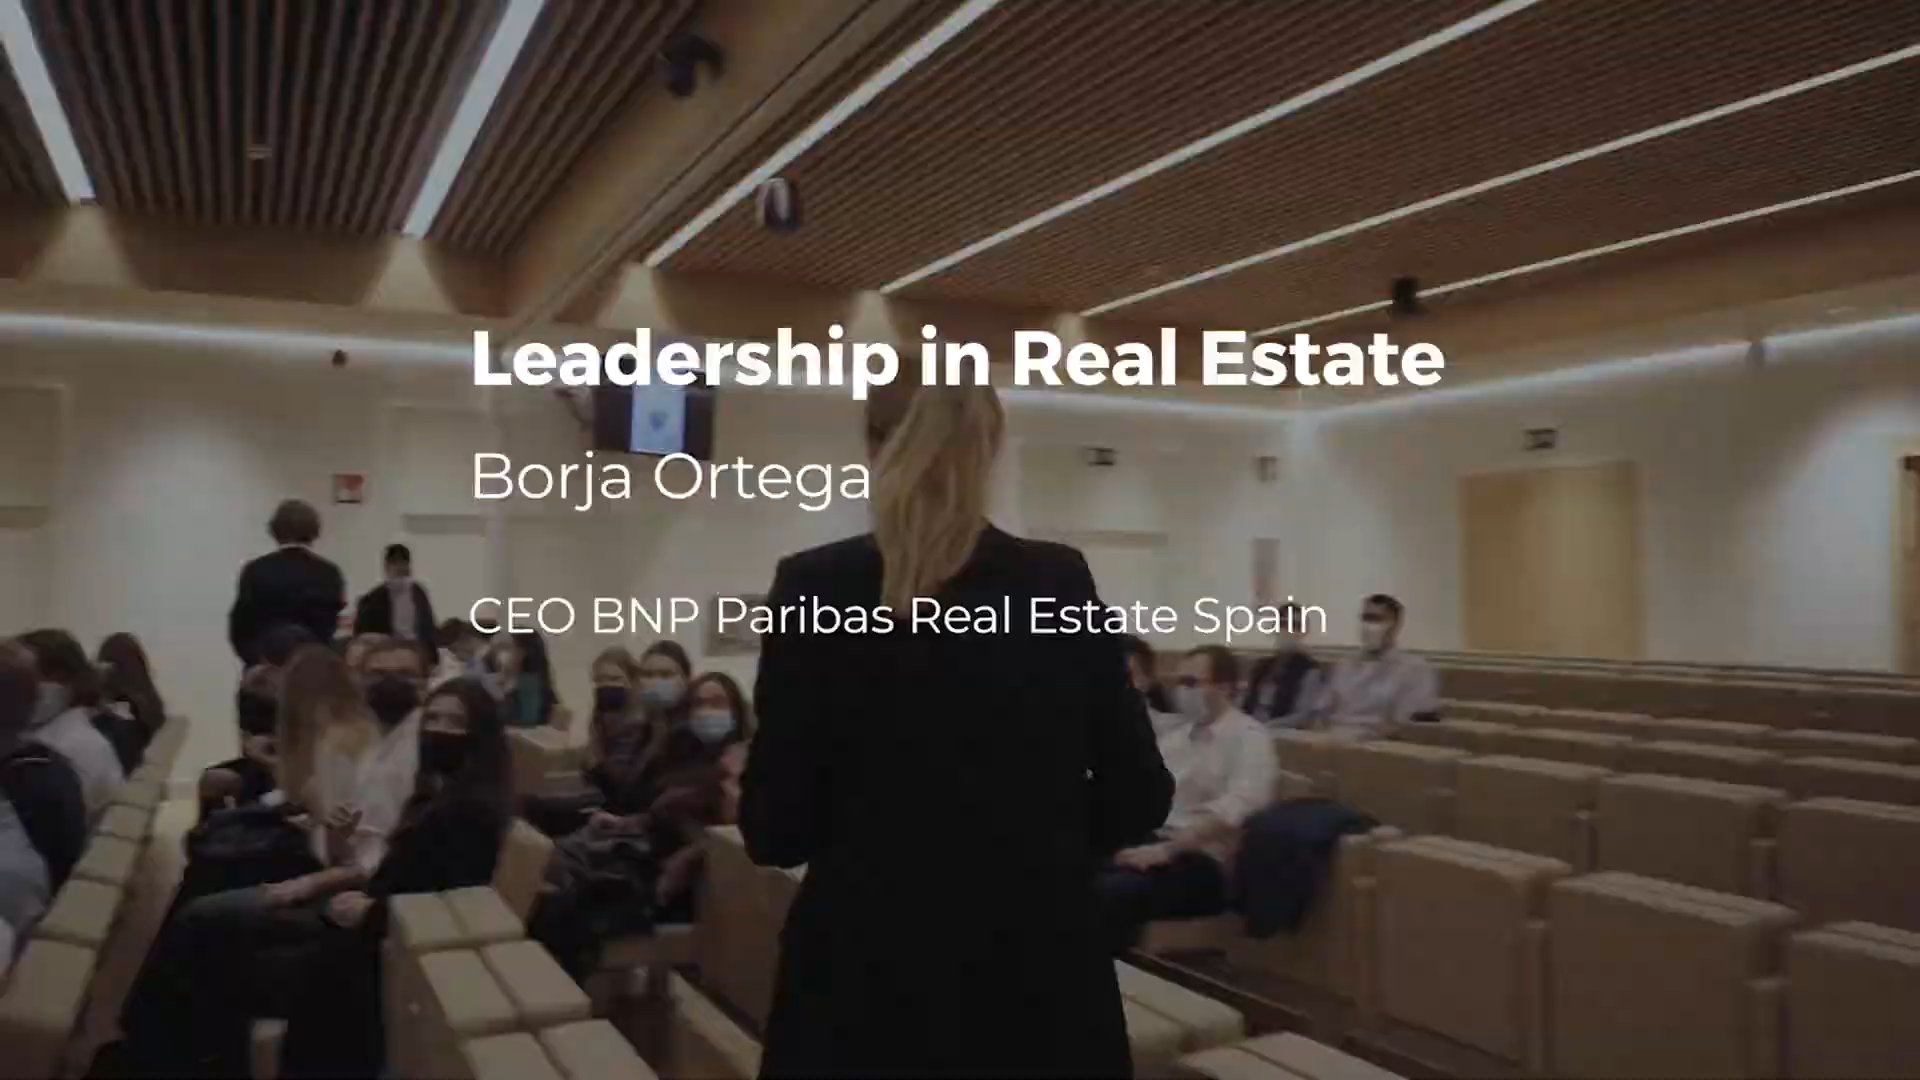 Leadership in Real Estate
Borja Ortega
CEO BNP Paribas Real Estate Spain